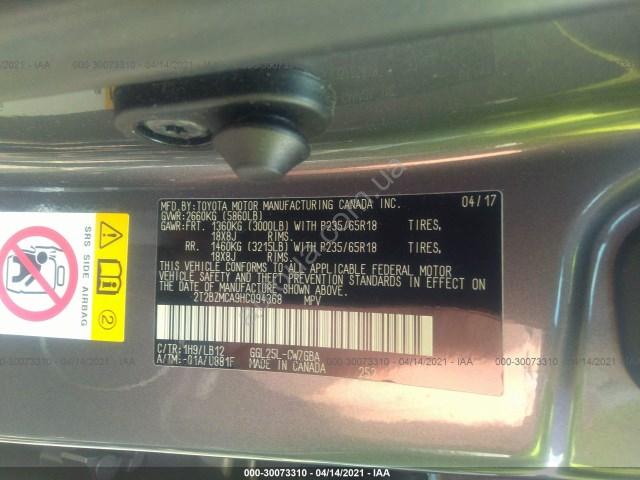 MFD.BY:TOYOTA MOTOR MANUFACTURING CANADA INC. 04/17
GVWR:2660KG (5860LB)
GAWR:FRT. 1360KG (3000LB) WITH P235/65R18 TIRES,
18X8J RIMS.
RR. 1460KG (3215LB) WITH P235/65R18 TIRES,
18X8J RIMS.
THIS VEHICLE CONFORMS TO ALL APPLICABLE FEDERAL MOTOR
VEHICLE SAFETY AND THEFT PREVENTION STANDARDS IN EFFECT ON
THE DATE OF MANUFACTURE SHOWN ABOVE.
2T2BZMCA9HC094368 MPV
C/TR:1H9/LB12 GGL25L-CWZGBA
A/TM:-01A/U881F MADE IN CANADA 252
SRS SIDE AIRBAG
2
000-30073310 - 04/14/2021 - IAA
000-30073310 - 04/14/2021 - IAA